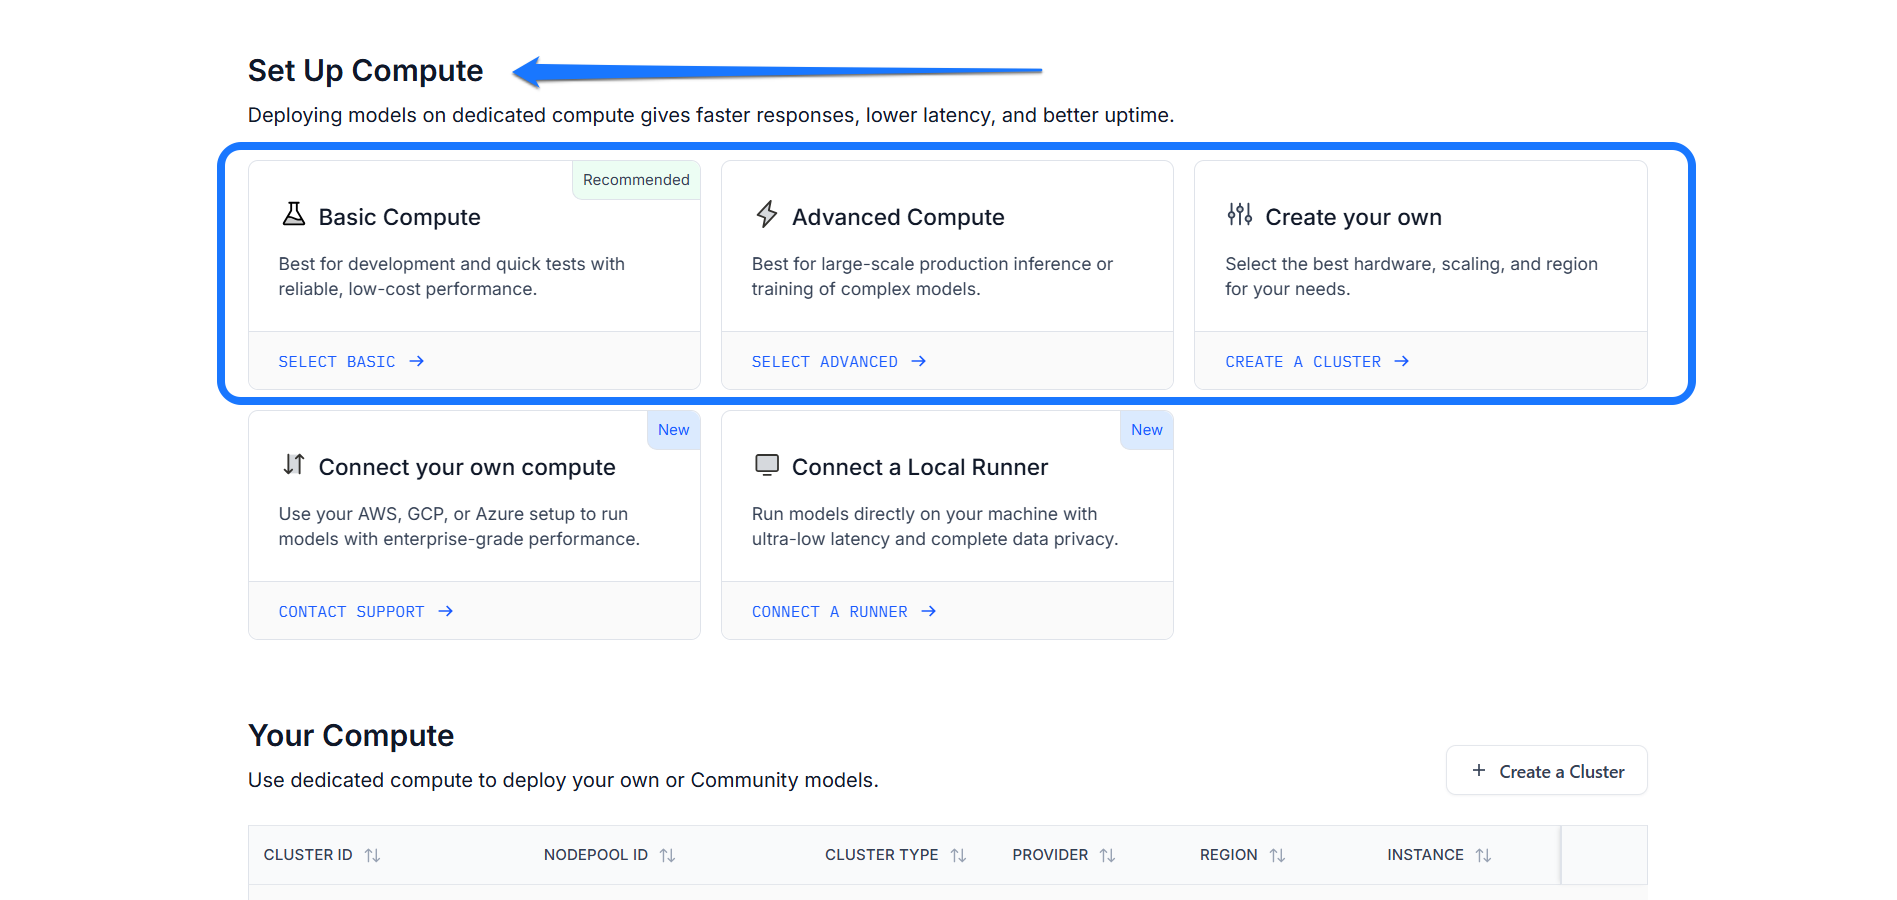 Set Up Compute
Deploying models on dedicated compute gives faster responses, lower latency, and better uptime.
Recommended
Basic Compute
Best for development and quick tests with
reliable, low-cost performance.
SELECT BASIC
Advanced Compute
Best for large-scale production inference or
training of complex models.
SELECT ADVANCED
Create your own
Select the best hardware, scaling, and region
for your needs.
CREATE A CLUSTER
New
Connect your own compute
Use your AWS, GCP, or Azure setup to run
models with enterprise-grade performance.
CONTACT SUPPORT
New
Connect a Local Runner
Run models directly on your machine with
ultra-low latency and complete data privacy.
CONNECT A RUNNER
Your Compute
Use dedicated compute to deploy your own or Community models.
+ Create a Cluster
CLUSTER ID NODEPOOL ID CLUSTER TYPE PROVIDER REGION INSTANCE